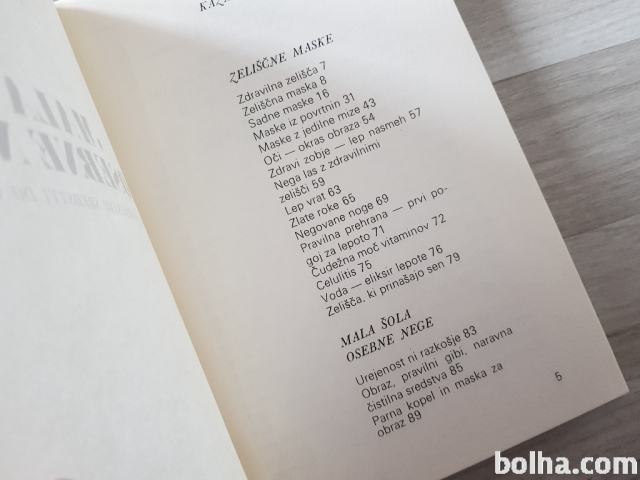 ZELIŠČNE MASKE
Zdravilna zelišča 7
Zeliščna maska 8
Sadne maske 16
Maske iz povrtnin 31
Maske z jedilne mize 43
Oči — okras obraza 54
Zdravi zobje — lep nasmeh 57
Nega las z zdravilnimi
zelišči 59
Lep vrat 63
Zlate roke 65
Negovane noge 69
Pravilna prehrana — prvi po-
goj za lepoto 71
Čudežna moč vitaminov 72
Celulitis 75
Voda — eliksir lepote 76
Zelišča, ki prinašajo sen 79
MALA ŠOLA
OSEBNE NEGE
Urejenost ni razkošje 83
Obraz, pravilni gibi, naravna
čistilna sredstva 85
Parna kopel in maska za
obraz 89
5
bolha.com